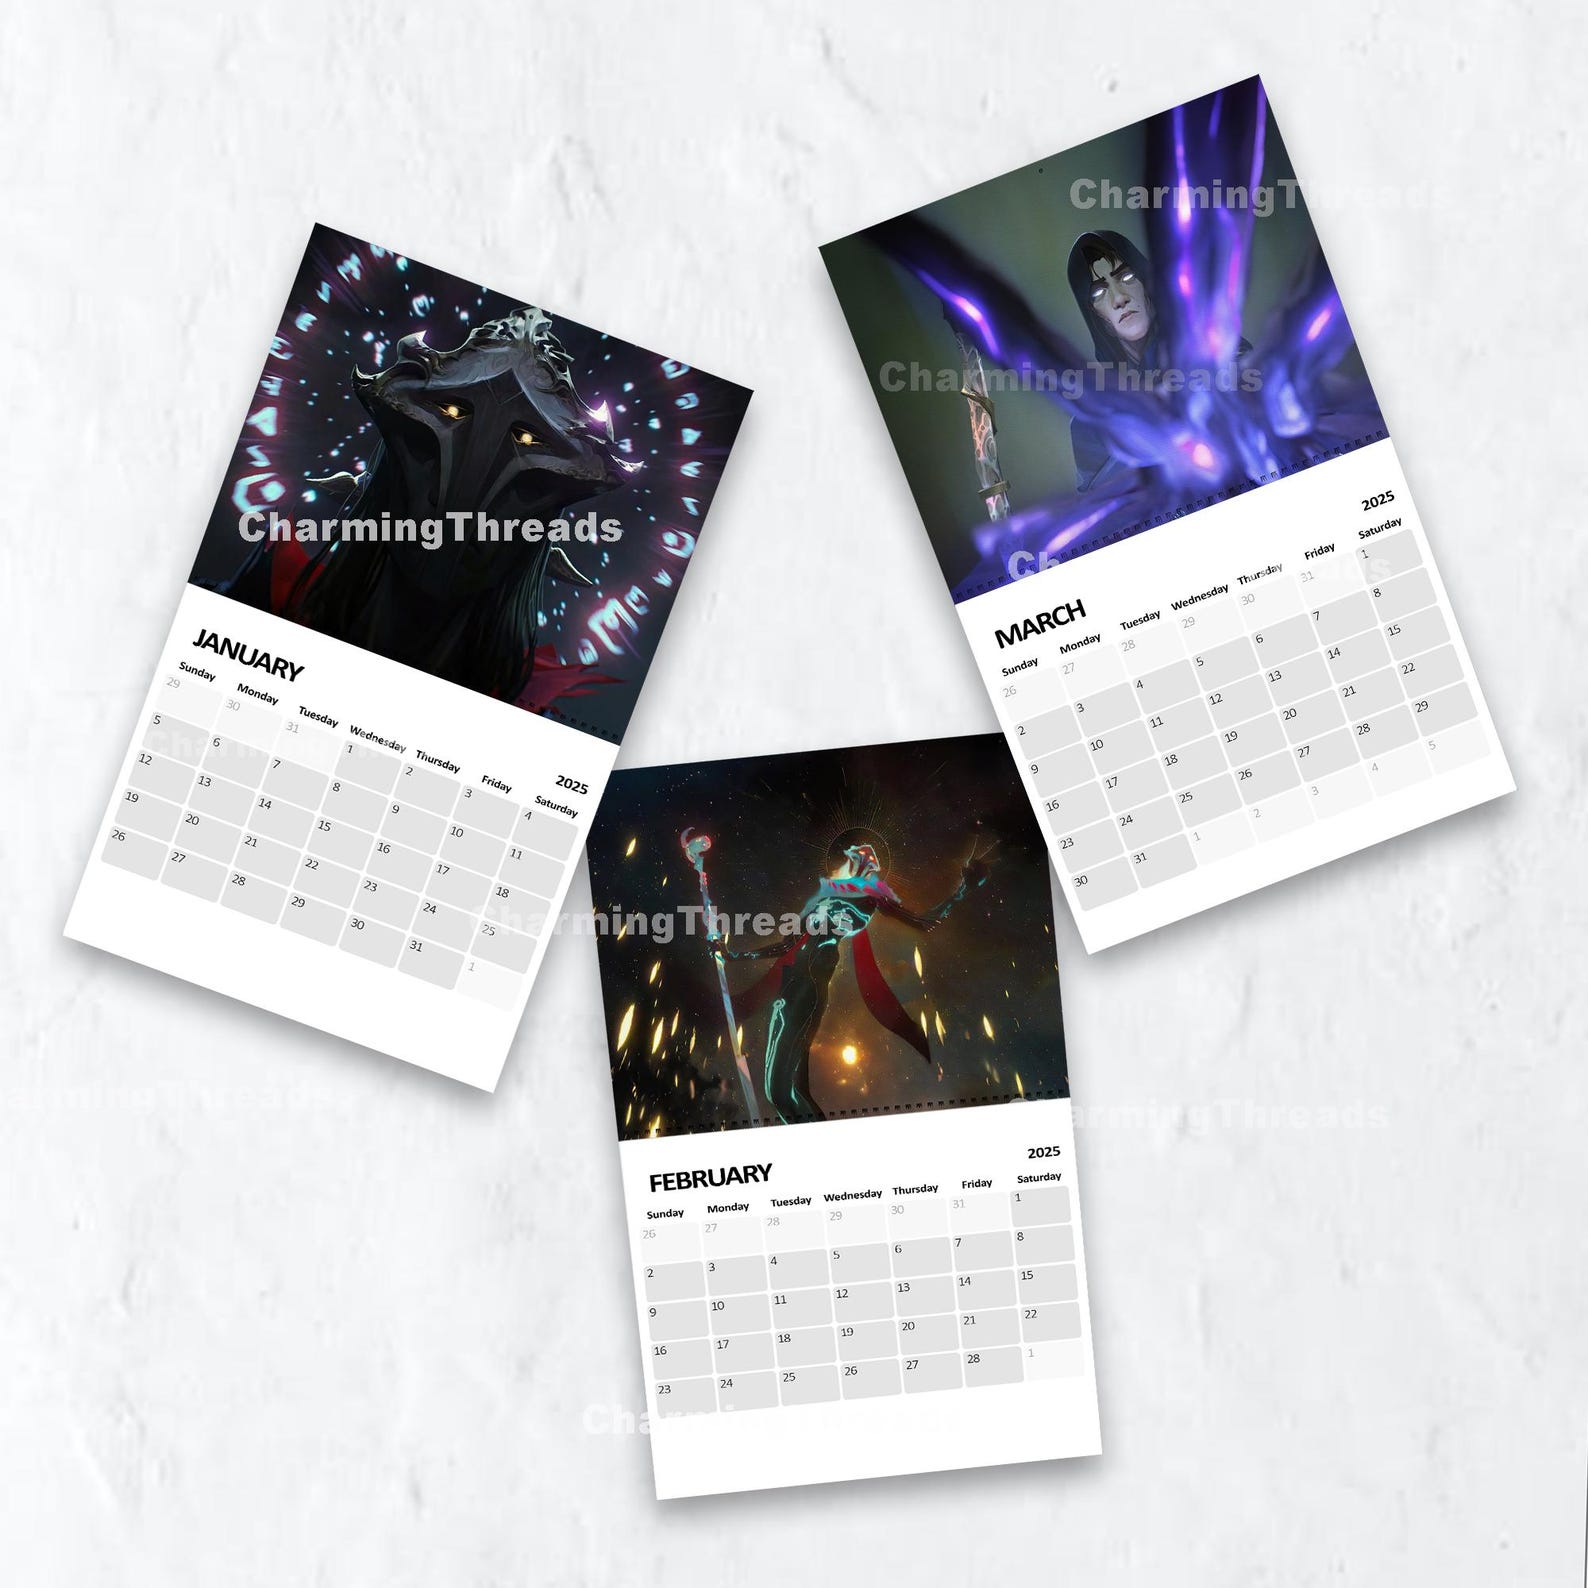 CharmingThreads
JANUARY
2025
Sunday Monday Tuesday Wednesday Thursday Friday Saturday
29 30 31 1 2 3 4
5 6 7 8 9 10 11
12 13 14 15 16 17 18
19 20 21 22 23 24 25
26 27 28 29 30 31 1
CharmingThreads
CharmingThreads
MARCH
2025
Sunday Monday Tuesday Wednesday Thursday Friday Saturday
26 27 28 29 30 31 1
2 3 4 5 6 7 8
9 10 11 12 13 14 15
16 17 18 19 20 21 22
23 24 25 26 27 28 29
30 31 1 2 3 4 5
CharmingThreads
FEBRUARY
2025
Sunday Monday Tuesday Wednesday Thursday Friday Saturday
26 27 28 29 30 31 1
2 3 4 5 6 7 8
9 10 11 12 13 14 15
16 17 18 19 20 21 22
23 24 25 26 27 28 1
CharmingThreads